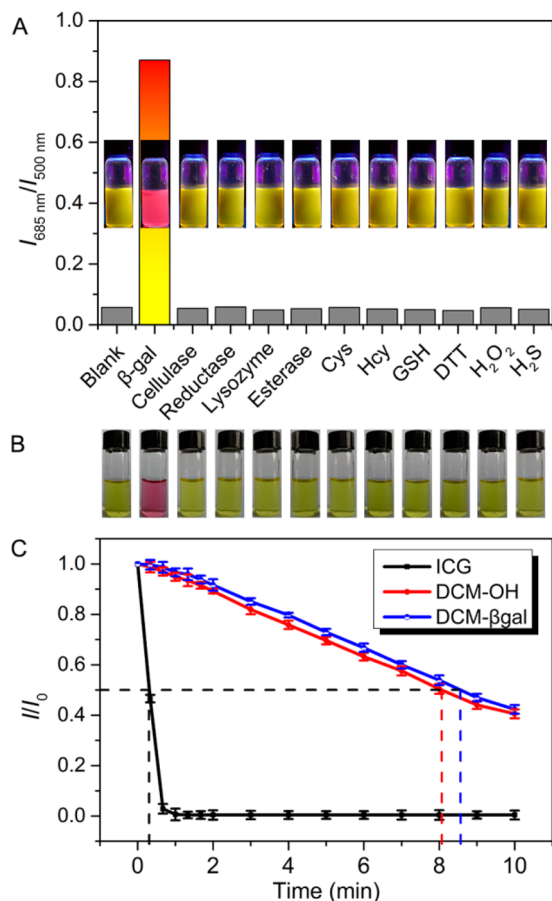 A
I685 nm/I500 nm
1.0
0.8
0.6
0.4
0.2
0.0
Blank
β-gal
Cellulase
Reductase
Lysozyme
Esterase
Cys
Hcy
GSH
DTT
H2O2
H2S
B
C
I/I0
1.0
0.8
0.6
0.4
0.2
0.0
ICG
DCM-OH
DCM-βgal
0 2 4 6 8 10
Time (min)